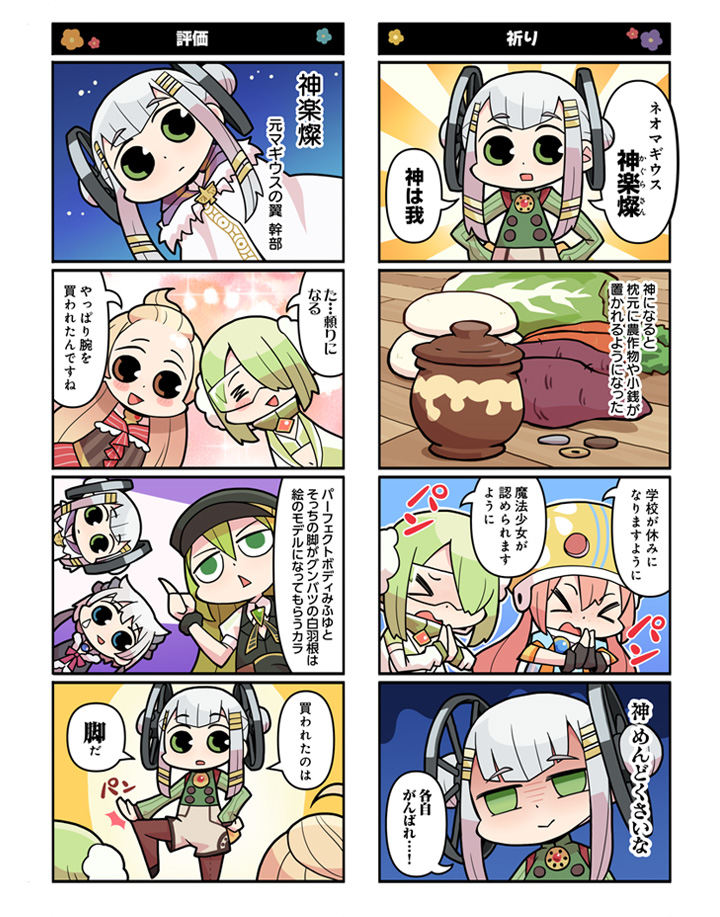 祈り
ネオマギウス
神楽燦
かぐらさん
神は我
神になると
枕元に農作物や小銭が
置かれるようになった
学校が休みに
なりますように
パン
魔法少女が
認められます
ように
パン
神 めんどくさいな
各自
がんばれ…!
評価
神楽燦
元マギウスの翼 幹部
た…頼りに
なる
やっぱり腕を
買われたんですね
パーフェクトボディみふゆと
そっちの脚がグンバツの白羽根は
絵のモデルになってもらうカラ
買われたのは
脚だ
パン